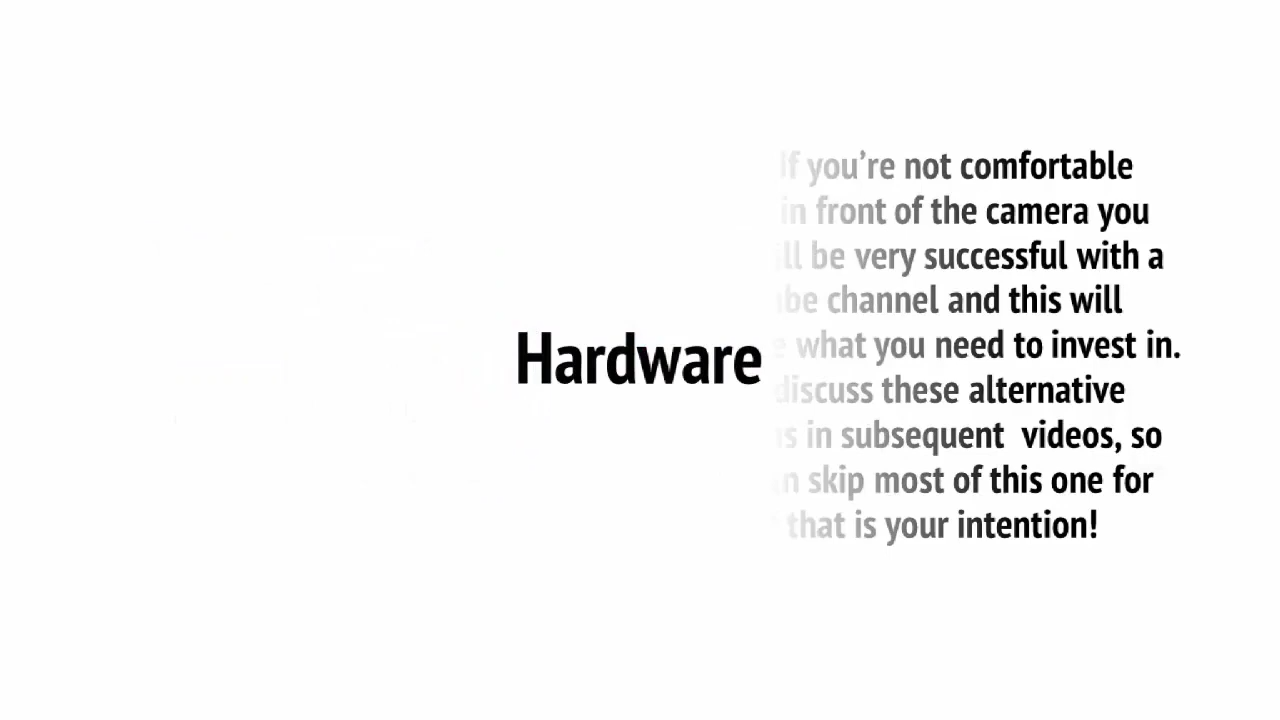 Hardware
If you're not comfortable
in front of the camera you
be very successful with a
channel and this will
what you need to invest in.
discuss these alternative
in subsequent videos, so
skip most of this one for
that is your intention!